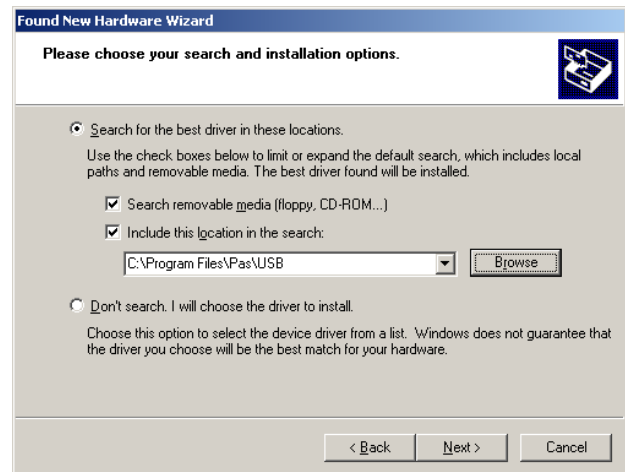 Found New Hardware Wizard
Please choose your search and installation options.
Search for the best driver in these locations.
Use the check boxes below to limit or expand the default search, which includes local
paths and removable media. The best driver found will be installed.
Search removable media (floppy, CD-ROM...)
Include this location in the search:
C:\Program Files\Pas\USB
Browse
Don't search. I will choose the driver to install.
Choose this option to select the device driver from a list. Windows does not guarantee that
the driver you choose will be the best match for your hardware.
< Back Next > Cancel